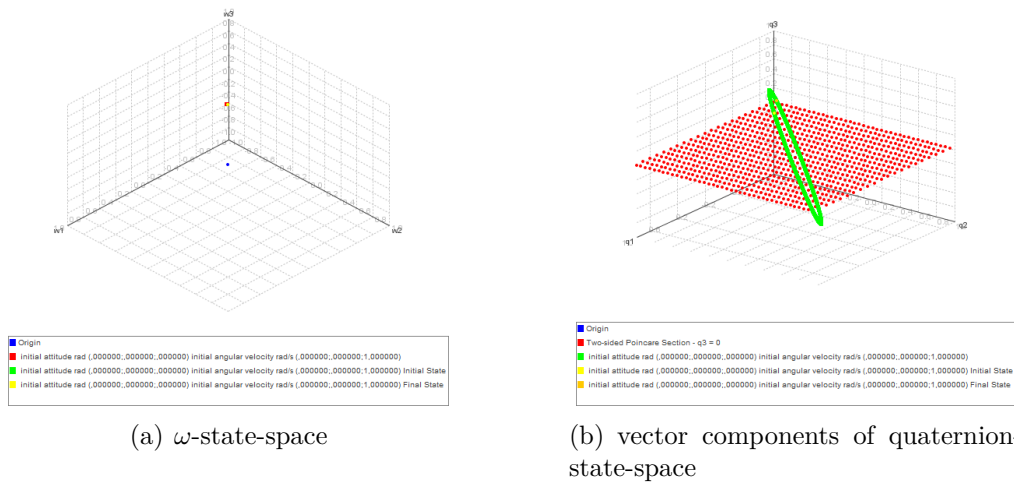 w3
w1
w2
Origin
initial attitude rad (,000000;,000000;,000000) initial angular velocity rad/s (,000000;,000000;1,000000)
initial attitude rad (,000000;,000000;,000000) initial angular velocity rad/s (,000000;,000000;1,000000) Initial State
initial attitude rad (,000000;,000000;,000000) initial angular velocity rad/s (,000000;,000000;1,000000) Final State
(a) ω-state-space
q3
q1
q2
Origin
Two-sided Poincare Section - q3 = 0
initial attitude rad (,000000;,000000;,000000) initial angular velocity rad/s (,000000;,000000;1,000000)
initial attitude rad (,000000;,000000;,000000) initial angular velocity rad/s (,000000;,000000;1,000000) Initial State
initial attitude rad (,000000;,000000;,000000) initial angular velocity rad/s (,000000;,000000;1,000000) Final State
(b) vector components of quaternion-
state-space